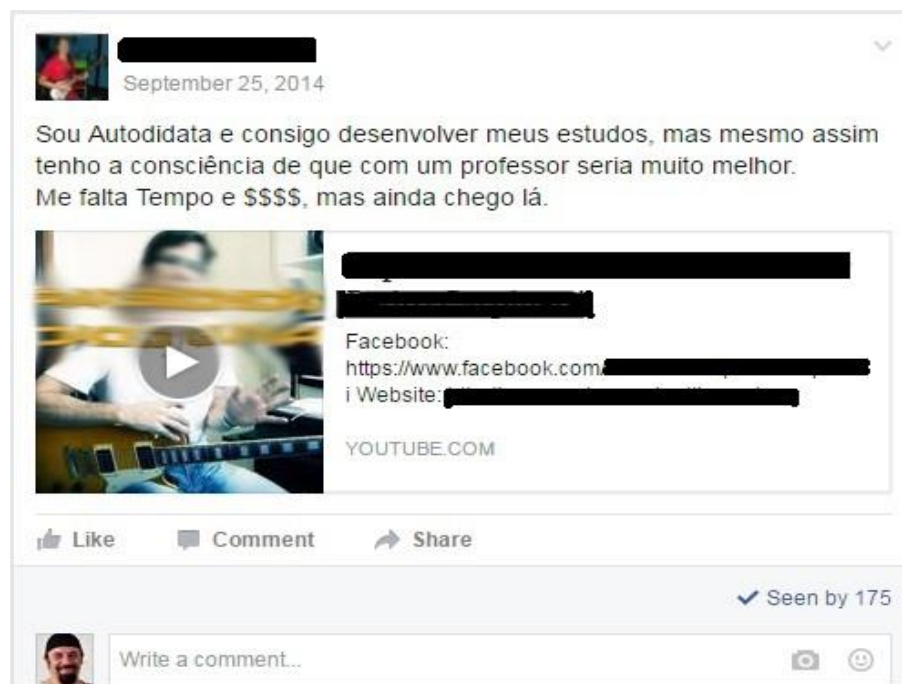 September 25, 2014
Sou Autodidata e consigo desenvolver meus estudos, mas mesmo assim
tenho a consciência de que com um professor seria muito melhor.
Me falta Tempo e $$$$, mas ainda chego lá.
Facebook:
https://www.facebook.com/
i Website:
YOUTUBE.COM
Like Comment Share
Seen by 175
Write a comment...